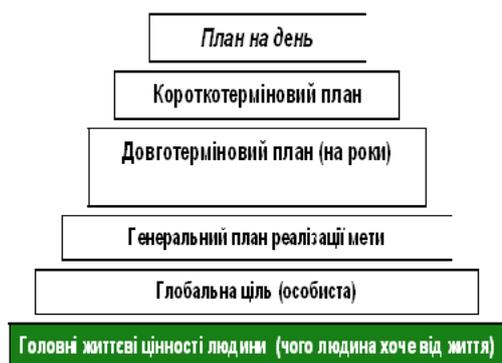 План на день
Короткотерміновий план
Довготерміновий план (на роки)
Генеральний план реалізації мети
Глобальна ціль (особиста)
Головні життєві цінності людини (чого людина хоче від життя)